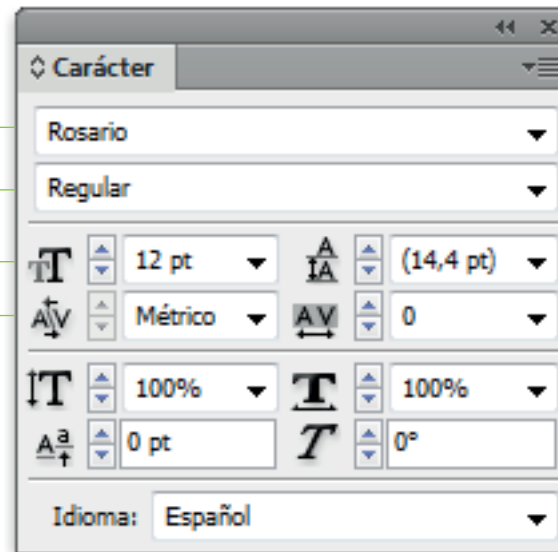 Carácter
Rosario
Regular
12 pt (14,4 pt)
Métrico 0
100% 100%
0 pt 0°
Idioma: Español